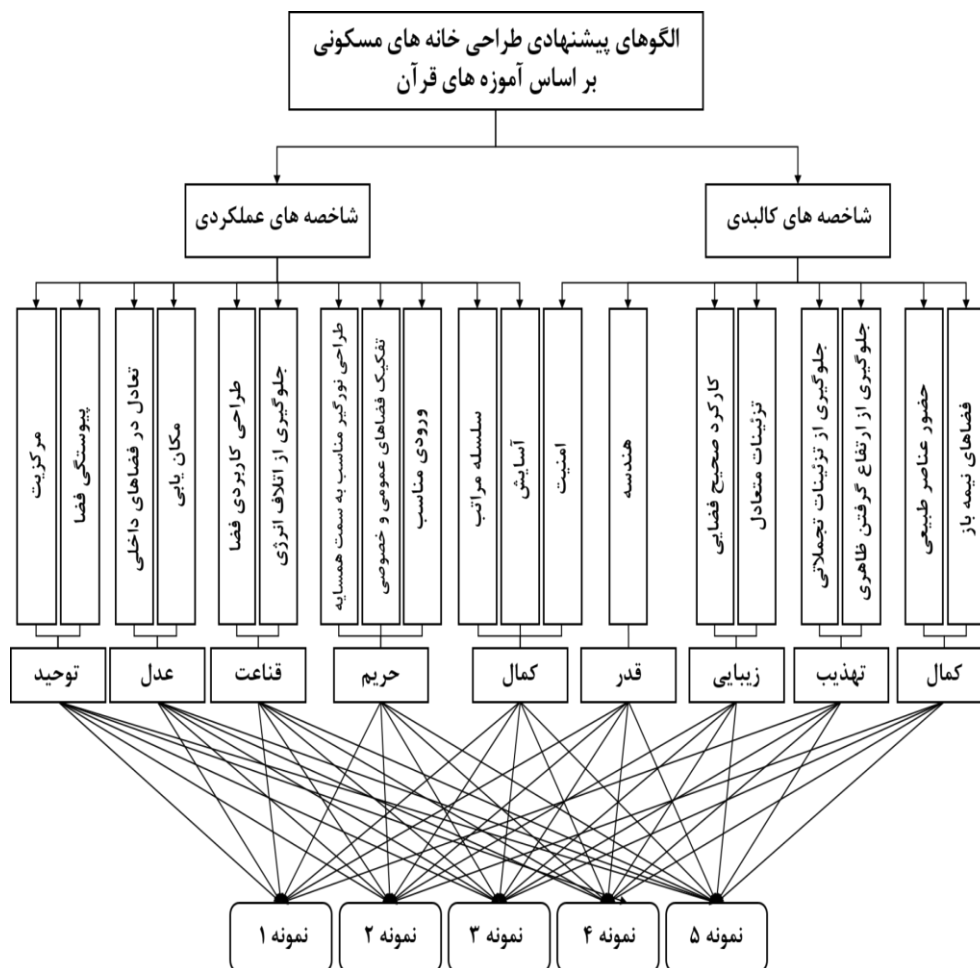 الگوهای پیشنهادی طراحی خانه های مسکونی
بر اساس آموزه های قرآن
شاخصه های کالبدی
شاخصه های عملکردی
فضاهای نیمه باز
حضور عناصر طبیعی
جلوگیری از ارتفاع گرفتن ظاهری
جلوگیری از تزئینات تجملاتی
تزئینات متعادل
کارکرد صحیح فضایی
هندسه
امنیت
آسایش
سلسله مراتب
ورودی مناسب
تفکیک فضاهای عمومی و خصوصی
طراحی نورگیر مناسب به سمت همسایه
جلوگیری از اتلاف انرژی
طراحی کاربردی فضا
مکان یابی
تعادل در فضاهای داخلی
پیوستگی فضا
مرکزیت
کمال
تهذیب
زیبایی
قدر
کمال
حریم
قناعت
عدل
توحید
نمونه ۵
نمونه ۴
نمونه ۳
نمونه ۲
نمونه ۱